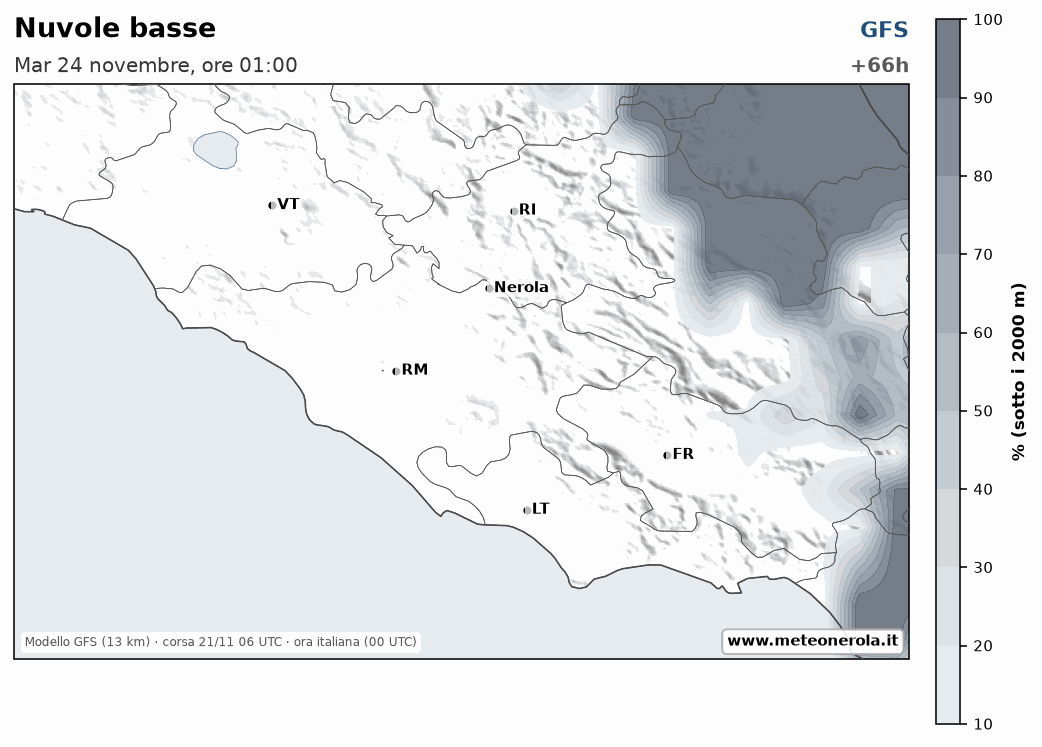 Nuvole basse
GFS
Mar 24 novembre, ore 01:00
+66h
100
90
80
70
60
50
40
30
20
10
% (sotto i 2000 m)
VT
RI
Nerola
RM
FR
LT
Modello GFS (13 km) · corsa 21/11 06 UTC · ora italiana (00 UTC)
www.meteonerola.it